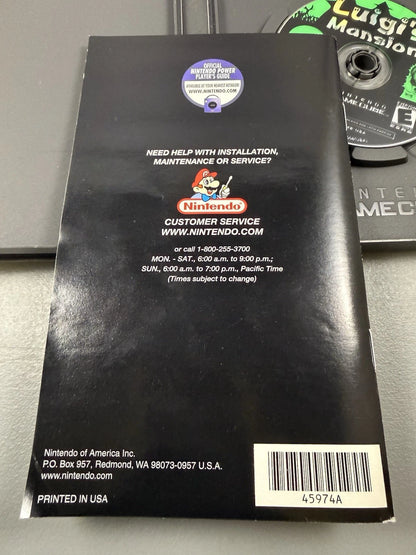 Luigi's
Mansion
NINTENDO
GAMECUBE
E
NINTENDO
GAMECUBE
OFFICIAL
NINTENDO POWER
PLAYER'S GUIDE
AVAILABLE AT YOUR NEAREST RETAILER!
WWW.NINTENDO.COM
NEED HELP WITH INSTALLATION,
MAINTENANCE OR SERVICE?
Nintendo
CUSTOMER SERVICE
WWW.NINTENDO.COM
or call 1-800-255-3700
MON. - SAT., 6:00 a.m. to 9:00 p.m.;
SUN., 6:00 a.m. to 7:00 p.m., Pacific Time
(Times subject to change)
Nintendo of America Inc.
P.O. Box 957, Redmond, WA 98073-0957 U.S.A.
www.nintendo.com
PRINTED IN USA
45974A